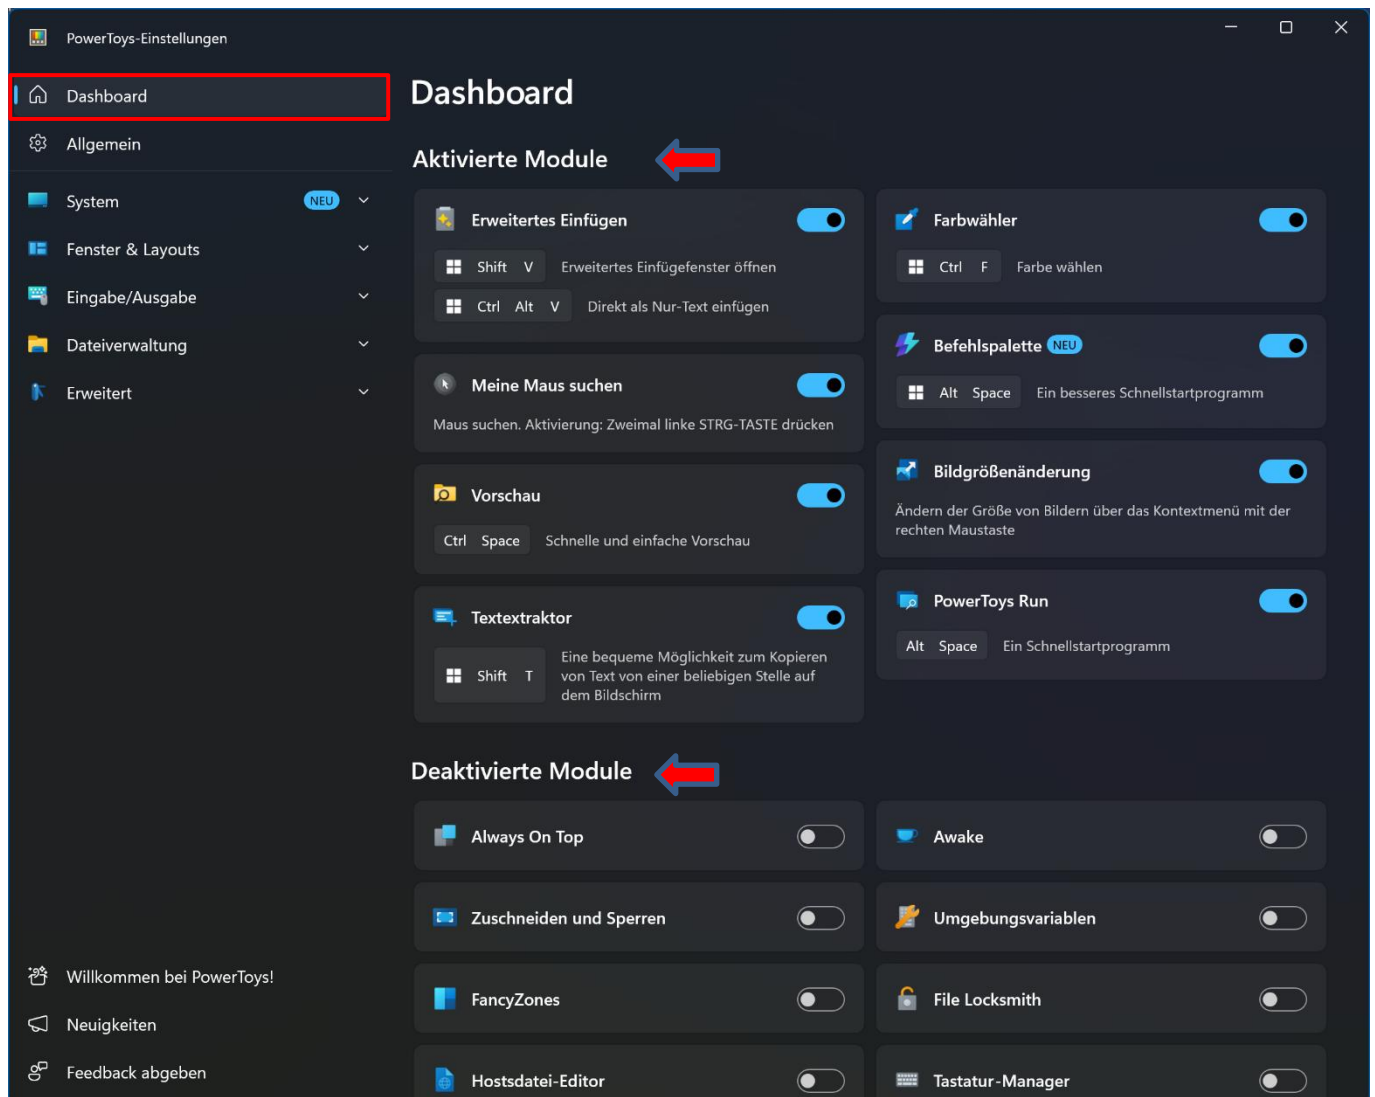 PowerToys-Einstellungen
Dashboard
Allgemein
System NEU
Fenster & Layouts
Eingabe/Ausgabe
Dateiverwaltung
Erweitert
Willkommen bei PowerToys!
Neuigkeiten
Feedback abgeben
Dashboard
Aktivierte Module
Erweitertes Einfügen
Shift V Erweitertes Einfügefenster öffnen
Ctrl Alt V Direkt als Nur-Text einfügen
Meine Maus suchen
Maus suchen. Aktivierung: Zweimal linke STRG-TASTE drücken
Vorschau
Ctrl Space Schnelle und einfache Vorschau
Textextraktor
Shift T Eine bequeme Möglichkeit zum Kopieren
von Text von einer beliebigen Stelle auf
dem Bildschirm
Farbwähler
Ctrl F Farbe wählen
Befehlspalette NEU
Alt Space Ein besseres Schnellstartprogramm
Bildgrößenänderung
Ändern der Größe von Bildern über das Kontextmenü mit der
rechten Maustaste
PowerToys Run
Alt Space Ein Schnellstartprogramm
Deaktivierte Module
Always On Top
Awake
Zuschneiden und Sperren
Umgebungsvariablen
FancyZones
File Locksmith
Hostsdatei-Editor
Tastatur-Manager